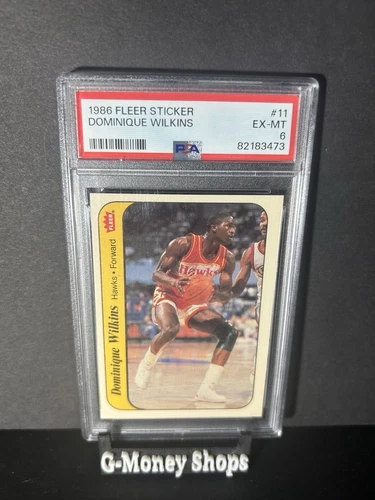 1986 FLEER STICKER #11
DOMINIQUE WILKINS EX-MT
6
PSA 82183473
FLEER
Dominique Wilkins
Hawks • Forward
Hawks
G-Money Shops